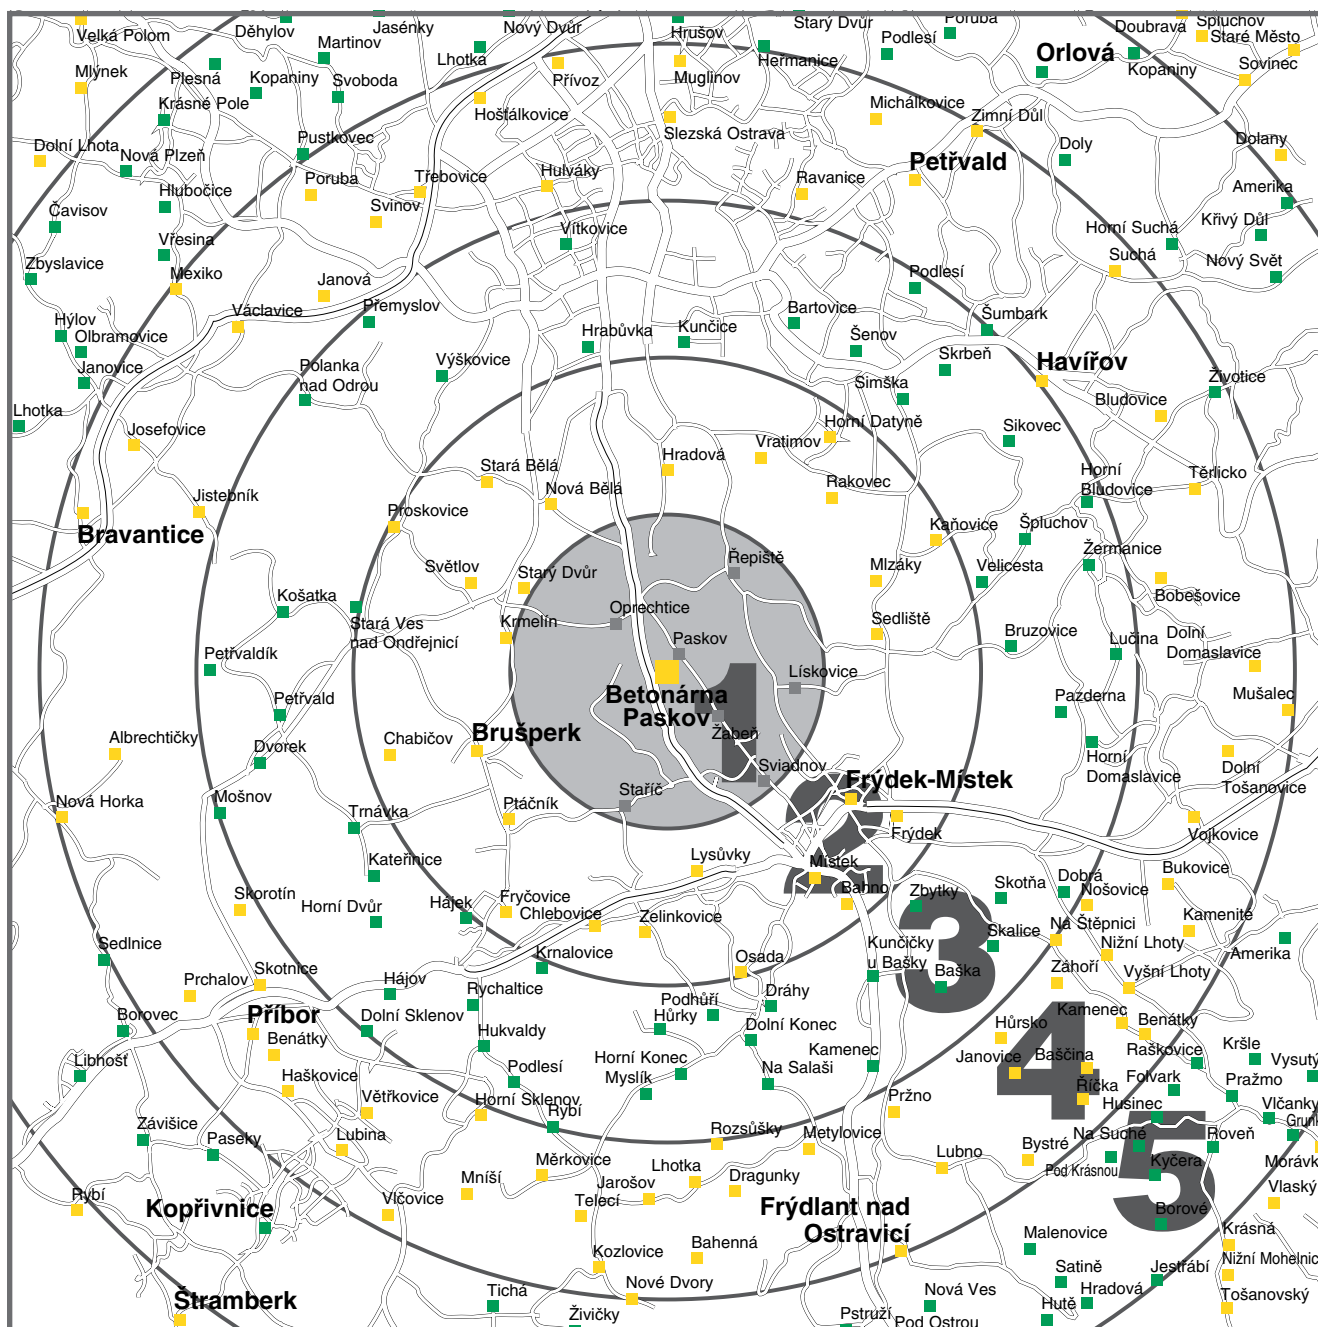 Děhylov
Jasénky
Nový Dvůr
Hrušov
Starý Dvůr
Poruba
Doubrava
Spluchov
Velká Polom
Martinov
Lhotka
Přívoz
Muglinov
Heřmanice
Podlesí
Orlová
Kopaniny
Staré Město
Sovinec
Mlýnek
Plesná
Kopaniny
Svoboda
Krásné Pole
Hošťálkovice
Slezská Ostrava
Michálkovice
Zimní Důl
Dolní Lhota
Nová Plzeň
Pustkovec
Petřvald
Doly
Dolany
Hlubočice
Poruba
Třebovice
Hulváky
Ravanice
Amerika
Čavisov
Svinov
Křivý Důl
Vřesina
Vítkovice
Horní Suchá
Zbyslavice
Mexiko
Janová
Podlesí
Suchá
Nový Svět
Václavice
Přemyslov
Bartovice
Šumbark
Hýlov
Olbramovice
Hrabůvka
Kunčice
Šenov
Janovice
Polanka
nad Odrou
Výškovice
Skrbeň
Havířov
Simška
Životice
Lhotka
Bludovice
Josefovice
Horní Datyně
Sikovec
Stará Bělá
Hradová
Vratimov
Horní
Bludovice
Těrlicko
Jistebník
Nová Bělá
Rakovec
Bravantice
Proskovice
Kaňovice
Špluchov
Žermanice
Světlov
Starý Dvůr
Řepiště
Mlzáky
Velicesta
Bobešovice
Košatka
Oprechtice
Stará Ves
nad Ondřejnicí
Krmelín
Sedliště
Bruzovice
Lučina
Dolní
Domaslavice
Petřvaldík
Paskov
Lískovice
Petřvald
Betonárna
Paskov
1
Pazderna
Mušalec
Albrechtičky
Dvorek
Chabičov
Brušperk
Žabeň
Horní
Domaslavice
Dolní
Tošanovice
Sviadnov
Frýdek-Místek
Nová Horka
Mošnov
Trnávka
Ptáčník
Staříč
2
Frýdek
Vojkovice
Kateřinice
Lysůvky
Místek
Bukovice
Skorotín
Horní Dvůr
Hájek
Fryčovice
Chlebovice
Zelinkovice
Bahno
Zbytky
Skotňa
Dobrá
Nošovice
Kamenité
Sedlnice
3
Skalice
Na Štěpnici
Krnalovice
Osada
Kunčičky
u Bašky
Nižní Lhoty
Amerika
Prchalov
Skotnice
Hájov
Rychaltice
Baška
Záhoří
Vyšní Lhoty
Borovec
Příbor
Dolní Sklenov
Podhůří
Hůrky
Dráhy
Dolní Konec
4
Hůrsko
Kamenec
Benátky
Benátky
Hukvaldy
Kamenec
Raškovice
Kršle
Vysutý
Libhošť
Haškovice
Podlesí
Horní Konec
Myslík
Na Salaši
Janovice
Baščina
Folvark
Pražmo
Větřkovice
Horní Sklenov
Rybí
Pržno
Říčka
Husinec
Vlčanky
Závišice
Paseky
Lubina
Rozsůšky
Metylovice
Na Suché
5
Roveň
Bystré
Lubno
Pod Krásnou
Kyčera
Morávk
Mníší
Měrkovice
Lhotka
Dragunky
Vlaský
Rybí
Kopřivnice
Vlčovice
Jarošov
Telecí
Frýdlant nad
Ostravicí
Borové
Malenovice
Krásná
Kozlovice
Bahenná
Satině
Jestřábí
Nižní Mohelnic
Štramberk
Tichá
Nové Dvory
Nová Ves
Hradová
Hutě
Tošanovský
Živičky
Pstruží
Pod Ostrou